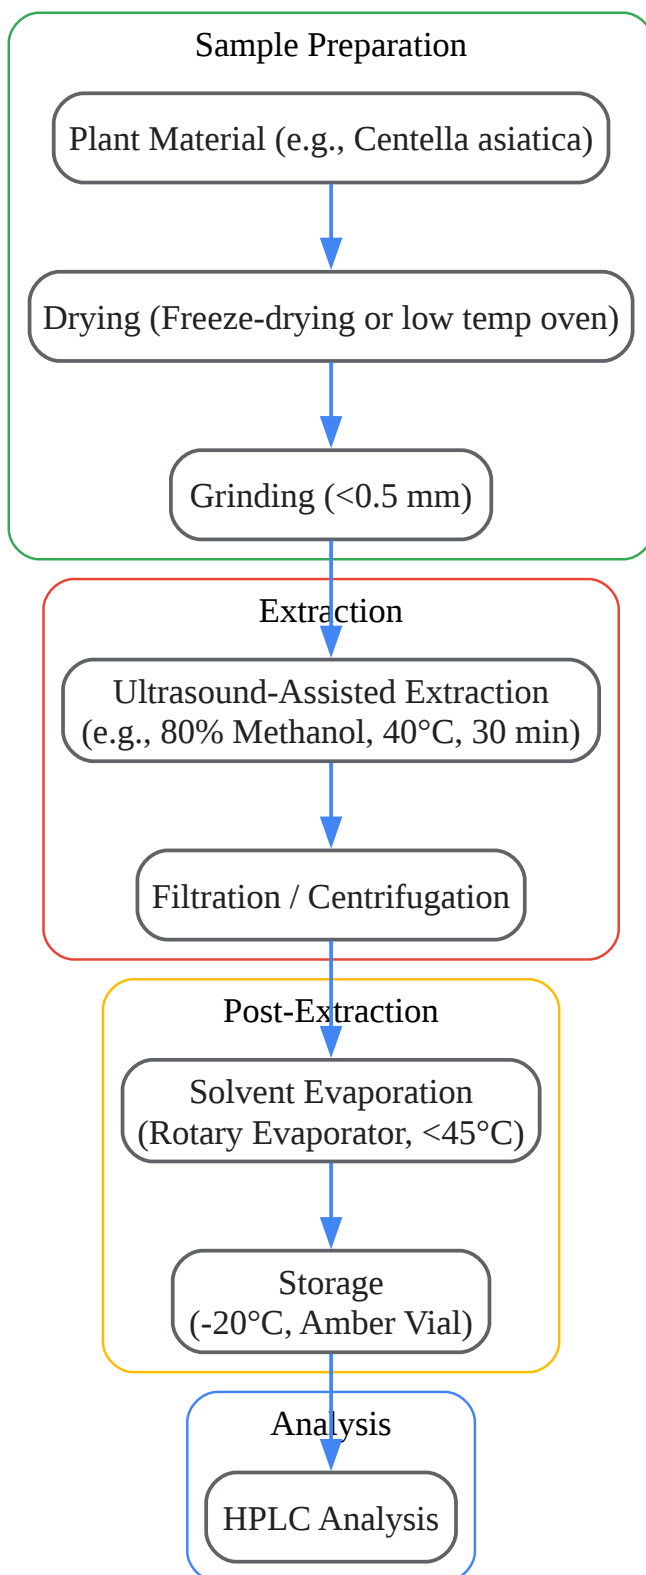 Sample Preparation
Plant Material (e.g., Centella asiatica)
Drying (Freeze-drying or low temp oven)
Grinding (<0.5 mm)
Extraction
Ultrasound-Assisted Extraction
(e.g., 80% Methanol, 40°C, 30 min)
Filtration / Centrifugation
Post-Extraction
Solvent Evaporation
(Rotary Evaporator, <45°C)
Storage
(-20°C, Amber Vial)
Analysis
HPLC Analysis